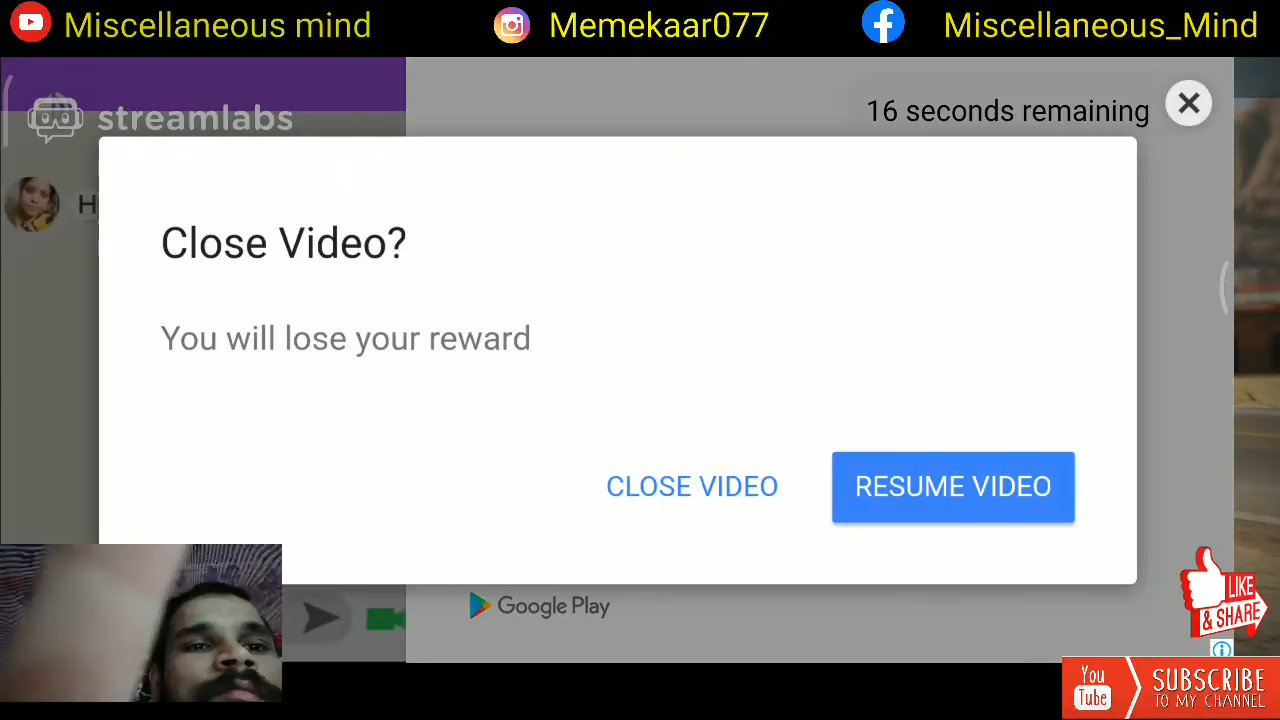 Miscellaneous mind
Memekaar077
Miscellaneous_Mind
streamlabs
16 seconds remaining
H
Close Video?
You will lose your reward
CLOSE VIDEO
RESUME VIDEO
Google Play
LIKE
& SHARE
You
Tube
SUBSCRIBE
TO MY CHANNEL